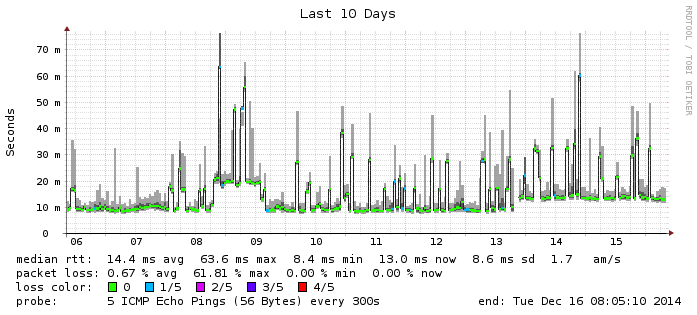 Last 10 Days
RRDTOOL / TOBI OETIKER
Seconds
70 m
60 m
50 m
40 m
30 m
20 m
10 m
0
06 07 08 09 10 11 12 13 14 15
median rtt: 14.4 ms avg 63.6 ms max 8.4 ms min 13.0 ms now 8.6 ms sd 1.7 am/s
packet loss: 0.67 % avg 61.81 % max 0.00 % min 0.00 % now
loss color: 0 1/5 2/5 3/5 4/5
probe: 5 ICMP Echo Pings (56 Bytes) every 300s end: Tue Dec 16 08:05:10 2014